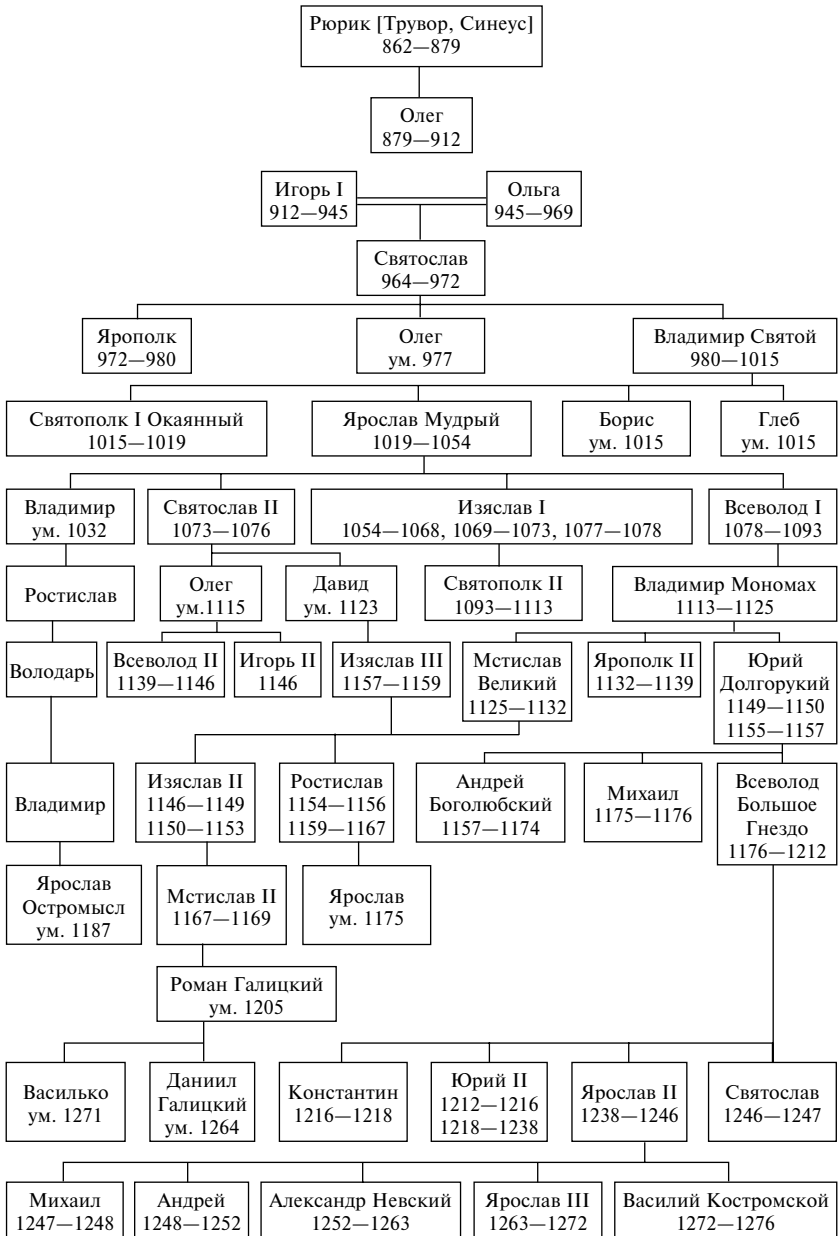 Рюрик [Трувор, Синеус]
862—879
Олег
879—912
Игорь I
912—945
Ольга
945—969
Святослав
964—972
Ярополк
972—980
Олег
ум. 977
Владимир Святой
980—1015
Святополк I Окаянный
1015—1019
Ярослав Мудрый
1019—1054
Борис
ум. 1015
Глеб
ум. 1015
Владимир
ум. 1032
Святослав II
1073—1076
Изяслав I
1054—1068, 1069—1073, 1077—1078
Всеволод I
1078—1093
Ростислав
Олег
ум.1115
Давид
ум. 1123
Святополк II
1093—1113
Владимир Мономах
1113—1125
Володарь
Всеволод II
1139—1146
Игорь II
1146
Изяслав III
1157—1159
Мстислав
Великий
1125—1132
Ярополк II
1132—1139
Юрий
Долгорукий
1149—1150
1155—1157
Владимир
Изяслав II
1146—1149
1150—1153
Ростислав
1154—1156
1159—1167
Андрей
Боголюбский
1157—1174
Михаил
1175—1176
Всеволод
Большое
Гнездо
1176—1212
Ярослав
Остромысл
ум. 1187
Мстислав II
1167—1169
Ярослав
ум. 1175
Роман Галицкий
ум. 1205
Василько
ум. 1271
Даниил
Галицкий
ум. 1264
Константин
1216—1218
Юрий II
1212—1216
1218—1238
Ярослав II
1238—1246
Святослав
1246—1247
Михаил
1247—1248
Андрей
1248—1252
Александр Невский
1252—1263
Ярослав III
1263—1272
Василий Костромской
1272—1276